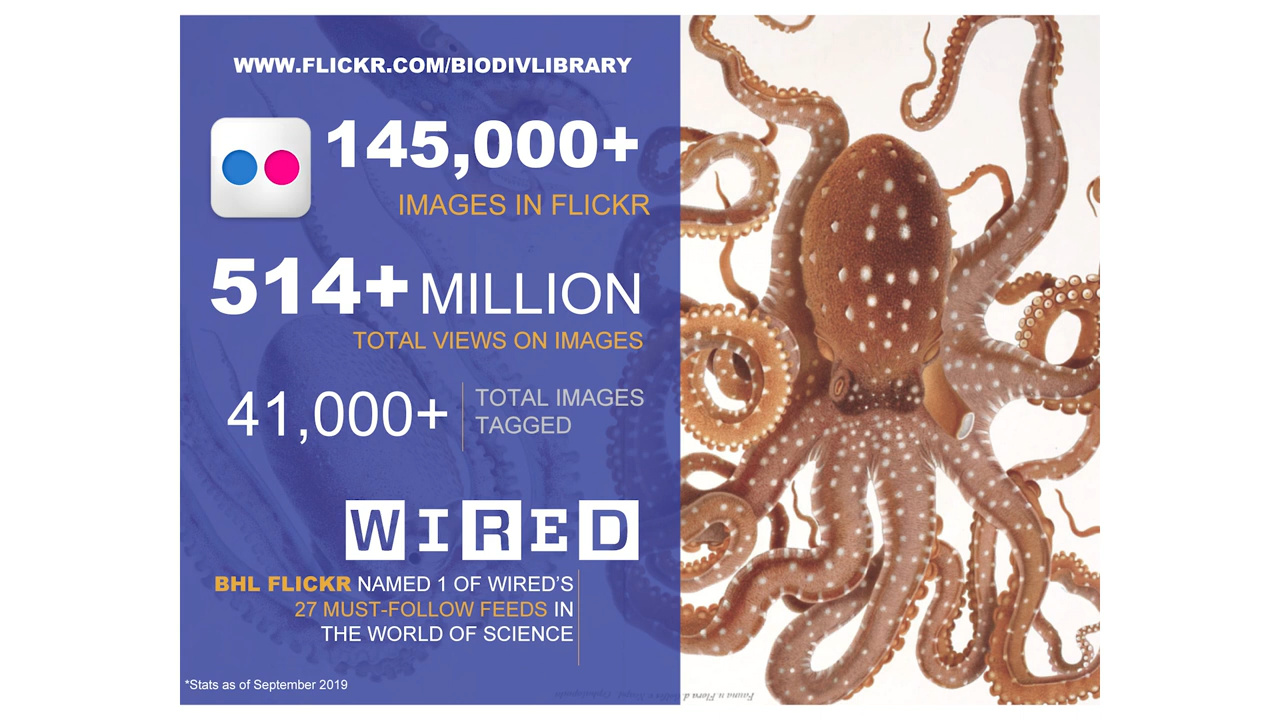 WWW.FLICKR.COM/BIODIVLIBRARY
145,000+
IMAGES IN FLICKR
514+ MILLION
TOTAL VIEWS ON IMAGES
41,000+
TOTAL IMAGES
TAGGED
WIRED
BHL FLICKR NAMED 1 OF WIRED'S
27 MUST-FOLLOW FEEDS IN
THE WORLD OF SCIENCE
*Stats as of September 2019
Fauna u Flora d